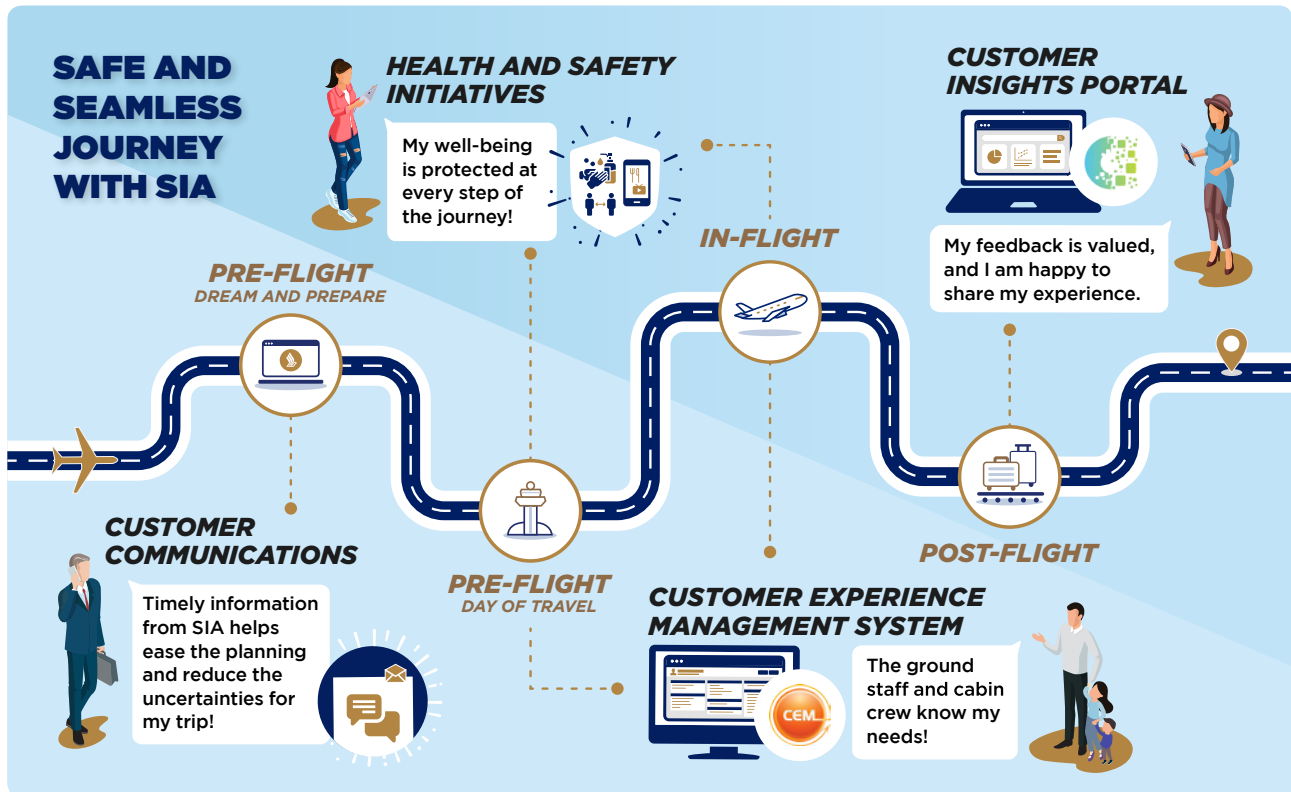 SAFE AND
SEAMLESS
JOURNEY
WITH SIA
HEALTH AND SAFETY
INITIATIVES
My well-being
is protected at
every step of
the journey!
CUSTOMER
INSIGHTS PORTAL
My feedback is valued,
and I am happy to
share my experience.
PRE-FLIGHT
DREAM AND PREPARE
IN-FLIGHT
CUSTOMER
COMMUNICATIONS
Timely information
from SIA helps
ease the planning
and reduce the
uncertainties for
my trip!
PRE-FLIGHT
DAY OF TRAVEL
POST-FLIGHT
CUSTOMER EXPERIENCE
MANAGEMENT SYSTEM
CEM
The ground
staff and cabin
crew know my
needs!